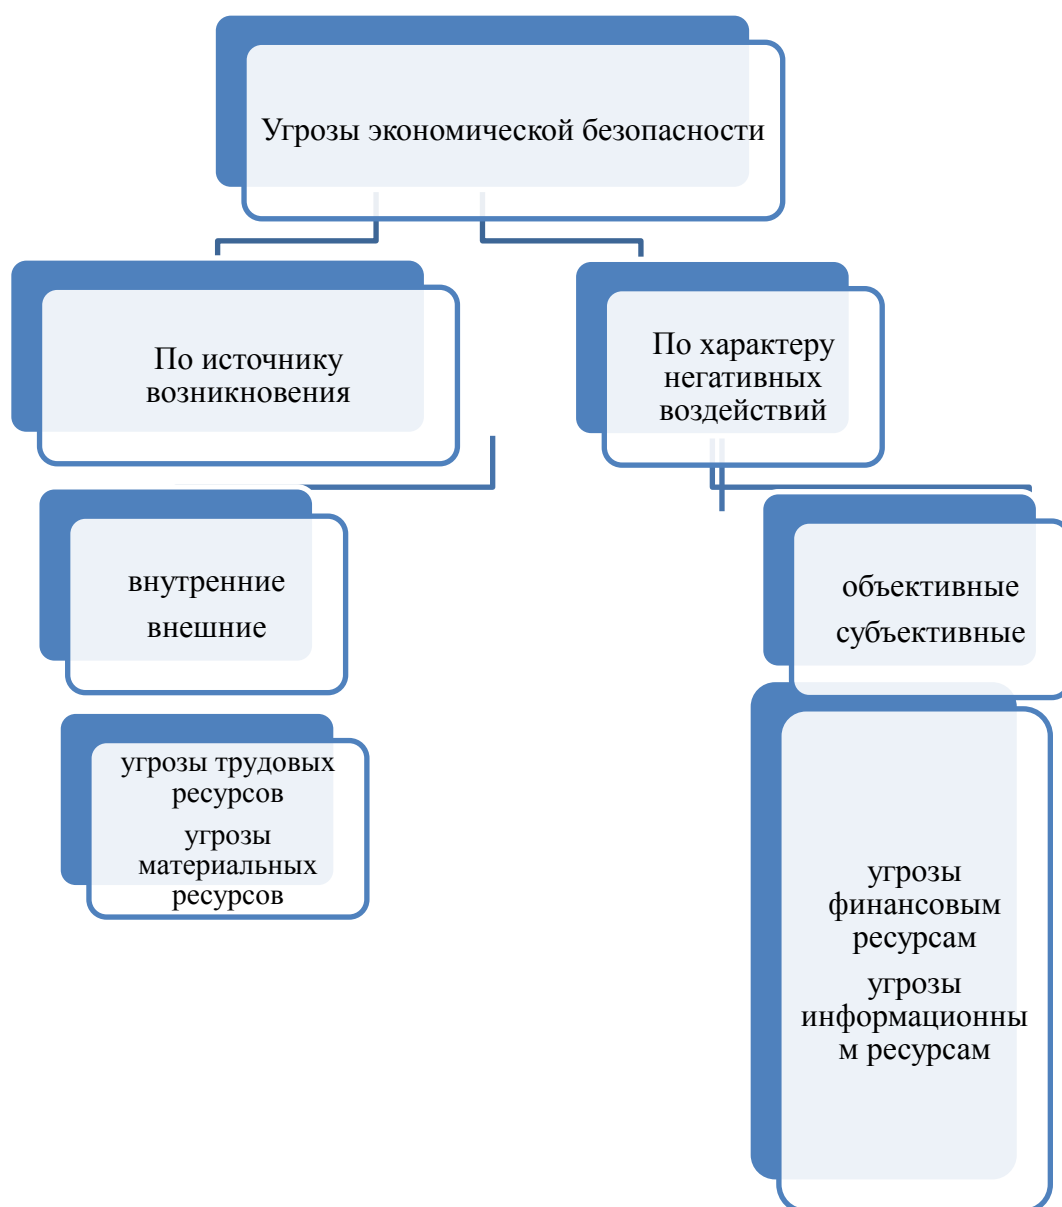 Угрозы экономической безопасности
По источнику
возникновения
По характеру
негативных
воздействий
внутренние
внешние
объективные
субъективные
угрозы трудовых
ресурсов
угрозы
материальных
ресурсов
угрозы
финансовым
ресурсам
угрозы
информационны
м ресурсам